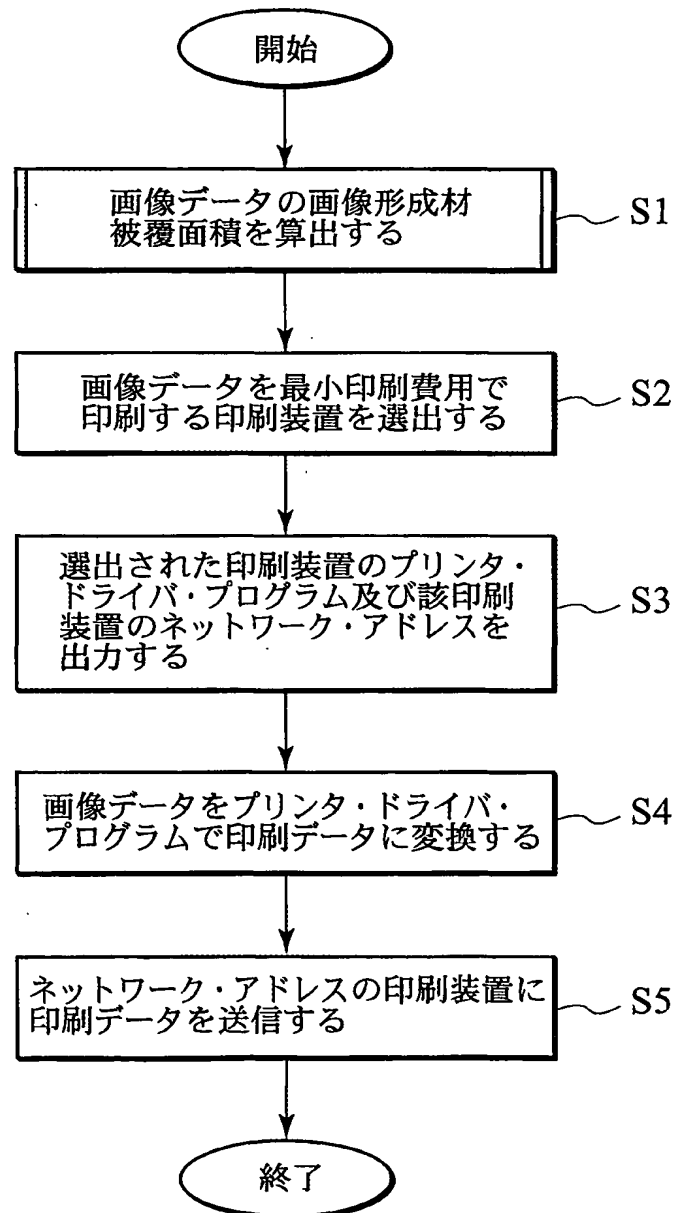 開始
画像データの画像形成材
被覆面積を算出する
S1
画像データを最小印刷費用で
印刷する印刷装置を選出する
S2
選出された印刷装置のプリンタ・
ドライバ・プログラム及び該印刷
装置のネットワーク・アドレスを
出力する
S3
画像データをプリンタ・ドライバ・
プログラムで印刷データに変換する
S4
ネットワーク・アドレスの印刷装置に
印刷データを送信する
S5
終了